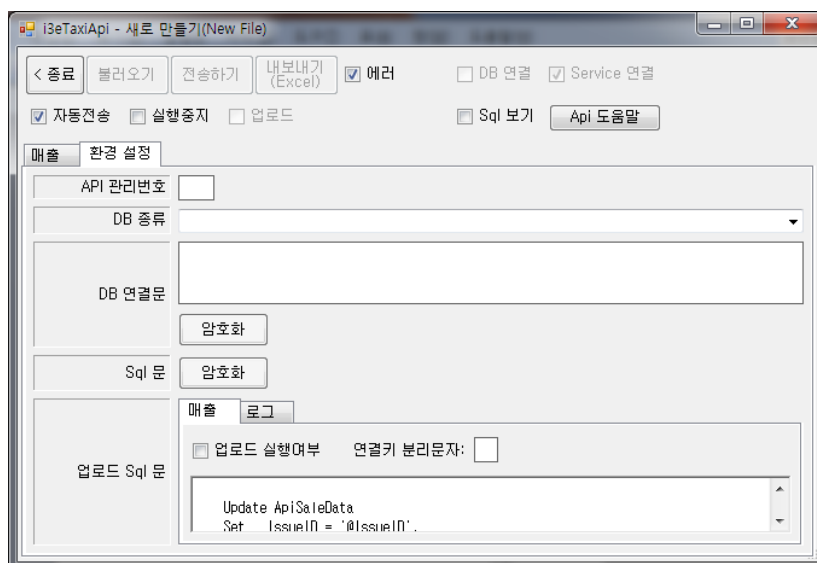 i3eTaxiApi - 새로 만들기(New File)
< 종료 불러오기 전송하기 내보내기 (Excel) 에러 DB 연결 Service 연결
자동전송 실행중지 업로드 Sql 보기 Api 도움말
매출 환경 설정
API 관리번호
DB 종류
DB 연결문
암호화
Sql 문 암호화
매출 로그
업로드 실행여부 연결키 분리문자:
업로드 Sql 문
Update ApiSaleData
Set IssueID = '@IssueID',